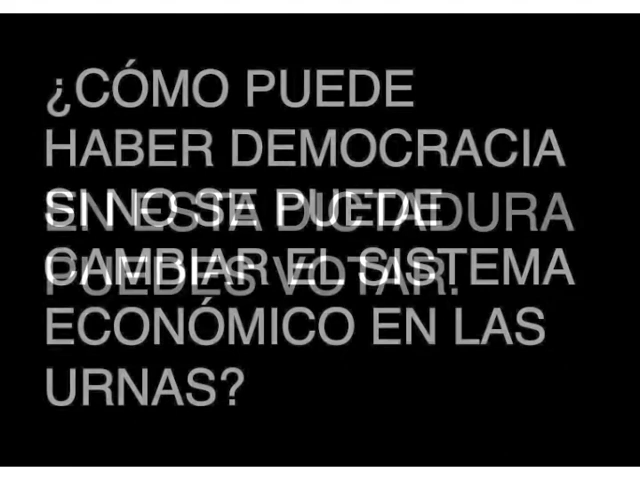 ¿CÓMO PUEDE
HABER DEMOCRACIA
SI NO SE PUEDE
CAMBIAR EL SISTEMA
ECONÓMICO EN LAS
URNAS?
EN ESTA DICTADURA
PUEDES VOTAR.